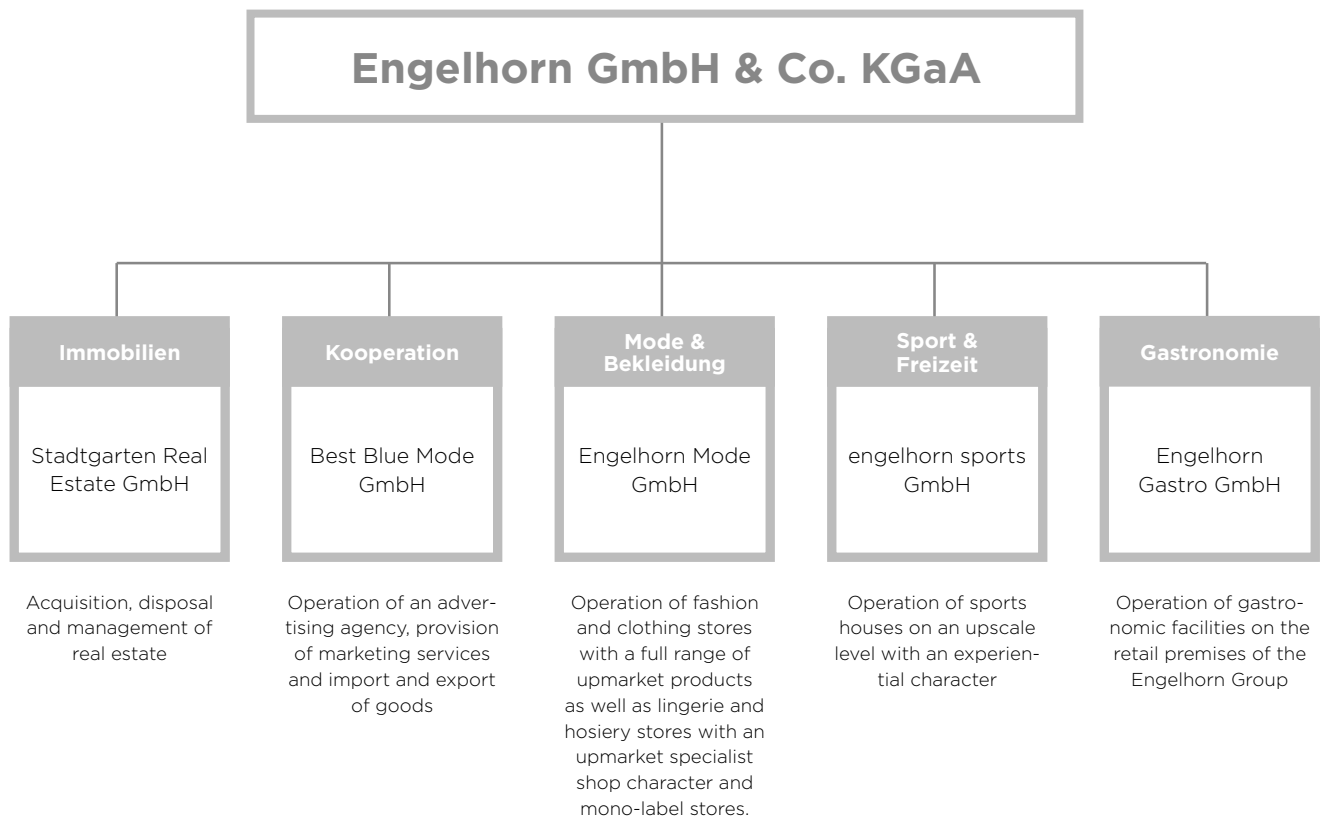 Engelhorn GmbH & Co. KGaA
Immobilien
Stadtgarten Real
Estate GmbH
Acquisition, disposal
and management of
real estate
Kooperation
Best Blue Mode
GmbH
Operation of an adver-
tising agency, provision
of marketing services
and import and export
of goods
Mode &
Bekleidung
Engelhorn Mode
GmbH
Operation of fashion
and clothing stores
with a full range of
upmarket products
as well as lingerie and
hosiery stores with an
upmarket specialist
shop character and
mono-label stores.
Sport &
Freizeit
engelhorn sports
GmbH
Operation of sports
houses on an upscale
level with an experien-
tial character
Gastronomie
Engelhorn
Gastro GmbH
Operation of gastro-
nomic facilities on the
retail premises of the
Engelhorn Group